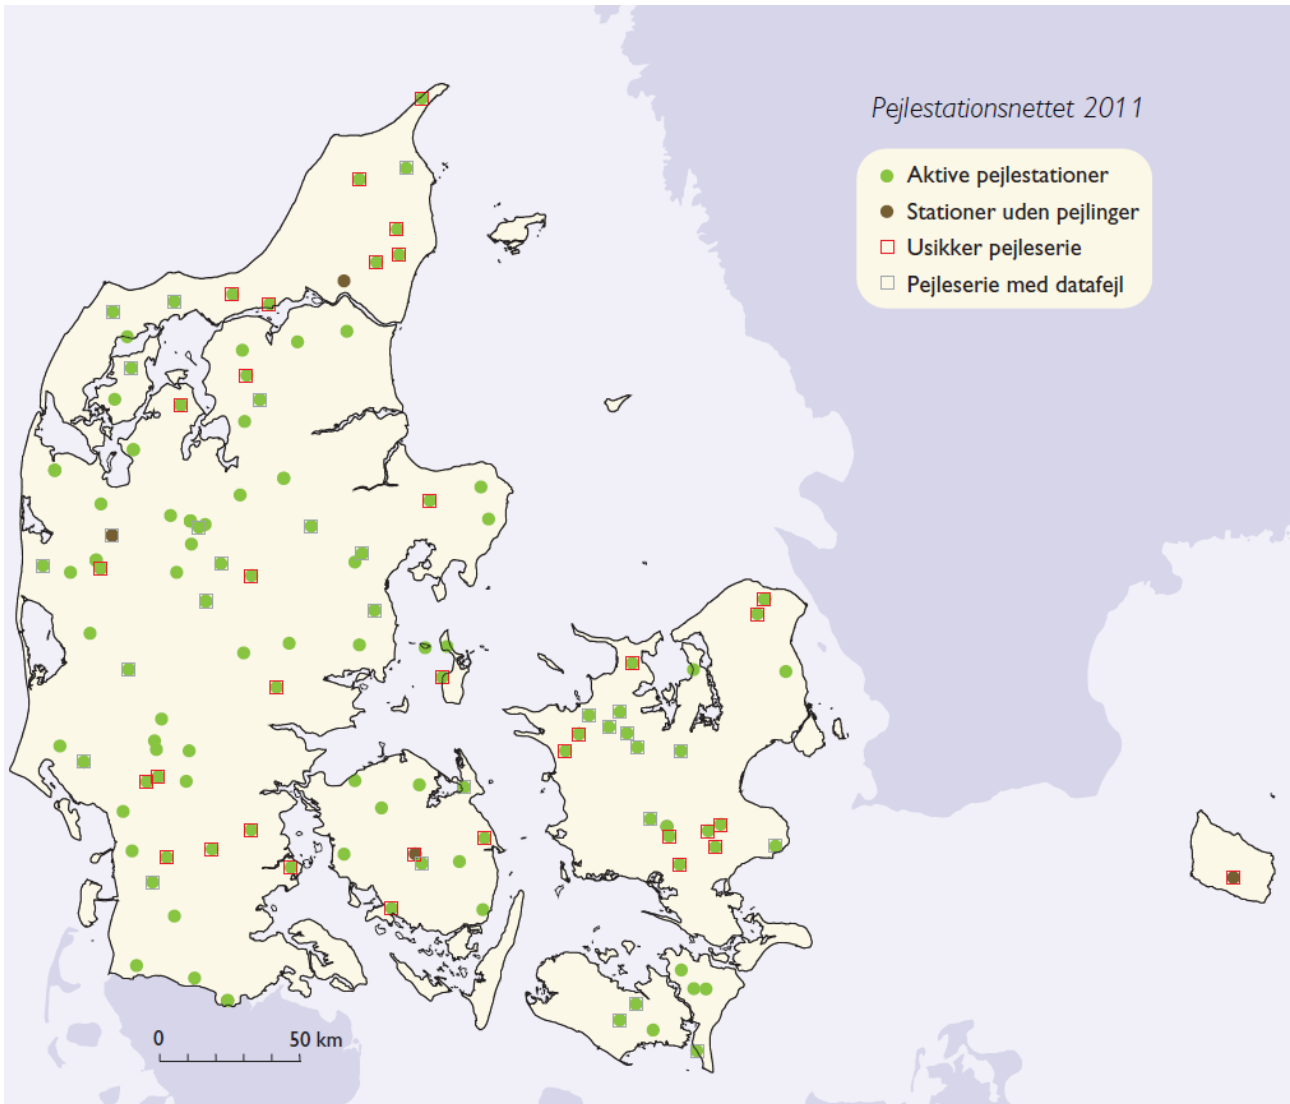 Pejlestationsnettet 2011
Aktive pejlestationer
Stationer uden pejlinger
Usikker pejleserie
Pejleserie med datafejl
0 50 km